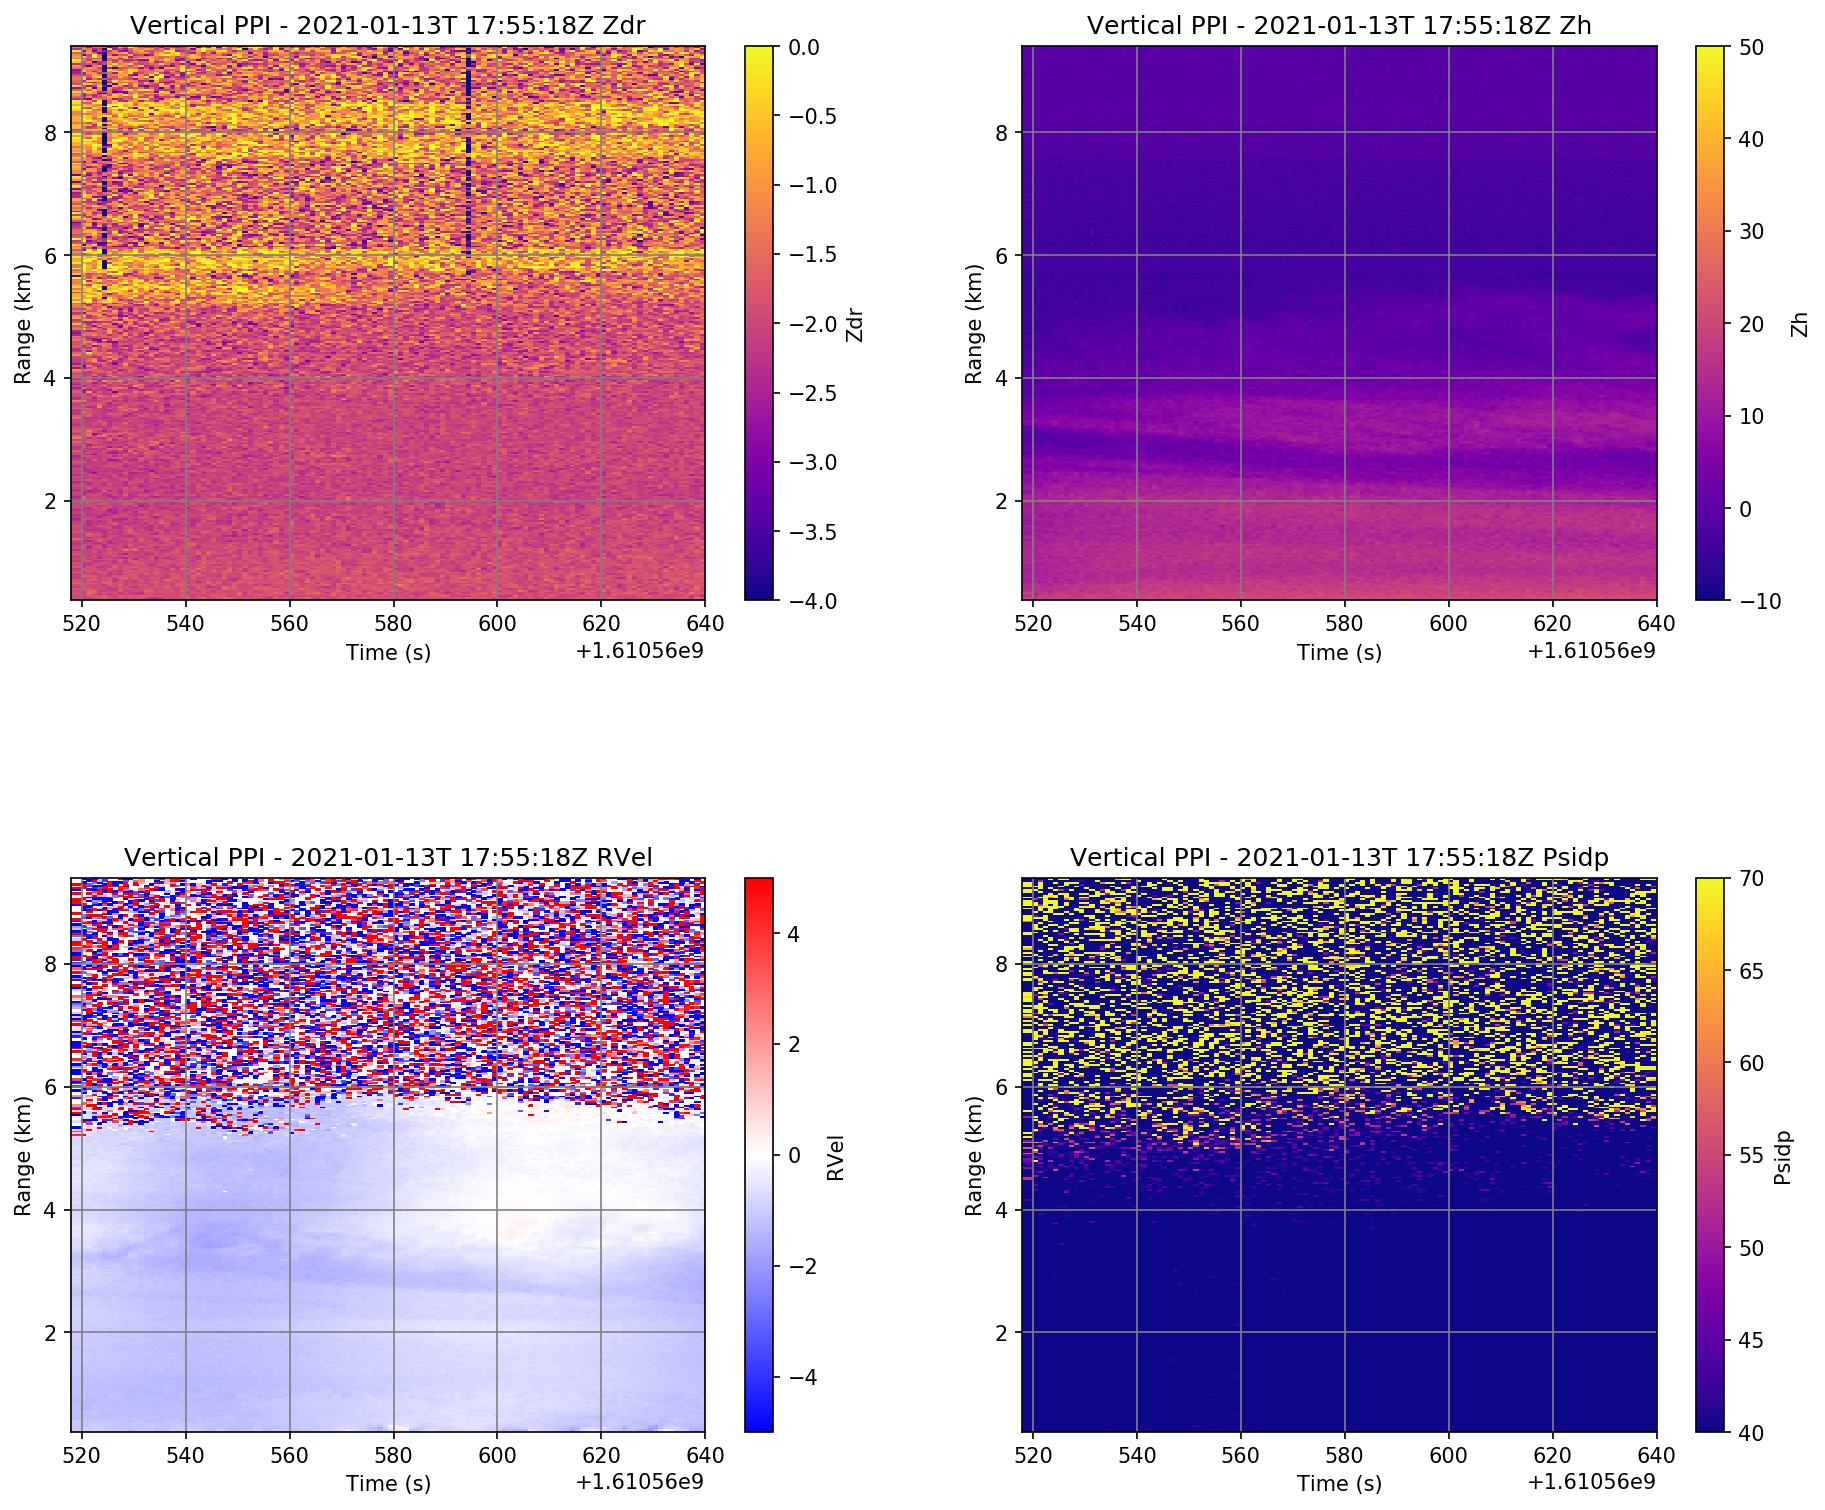 Vertical PPI - 2021-01-13T 17:55:18Z Zdr
8
6
4
2
Range (km)
520 540 560 580 600 620 640
Time (s)
+1.61056e9
0.0
−0.5
−1.0
−1.5
−2.0
−2.5
−3.0
−3.5
−4.0
Zdr
Vertical PPI - 2021-01-13T 17:55:18Z Zh
8
6
4
2
Range (km)
520 540 560 580 600 620 640
Time (s)
+1.61056e9
50
40
30
20
10
0
−10
Zh
Vertical PPI - 2021-01-13T 17:55:18Z RVel
8
6
4
2
Range (km)
520 540 560 580 600 620 640
Time (s)
+1.61056e9
4
2
0
−2
−4
RVel
Vertical PPI - 2021-01-13T 17:55:18Z Psidp
8
6
4
2
Range (km)
520 540 560 580 600 620 640
Time (s)
+1.61056e9
70
65
60
55
50
45
40
Psidp